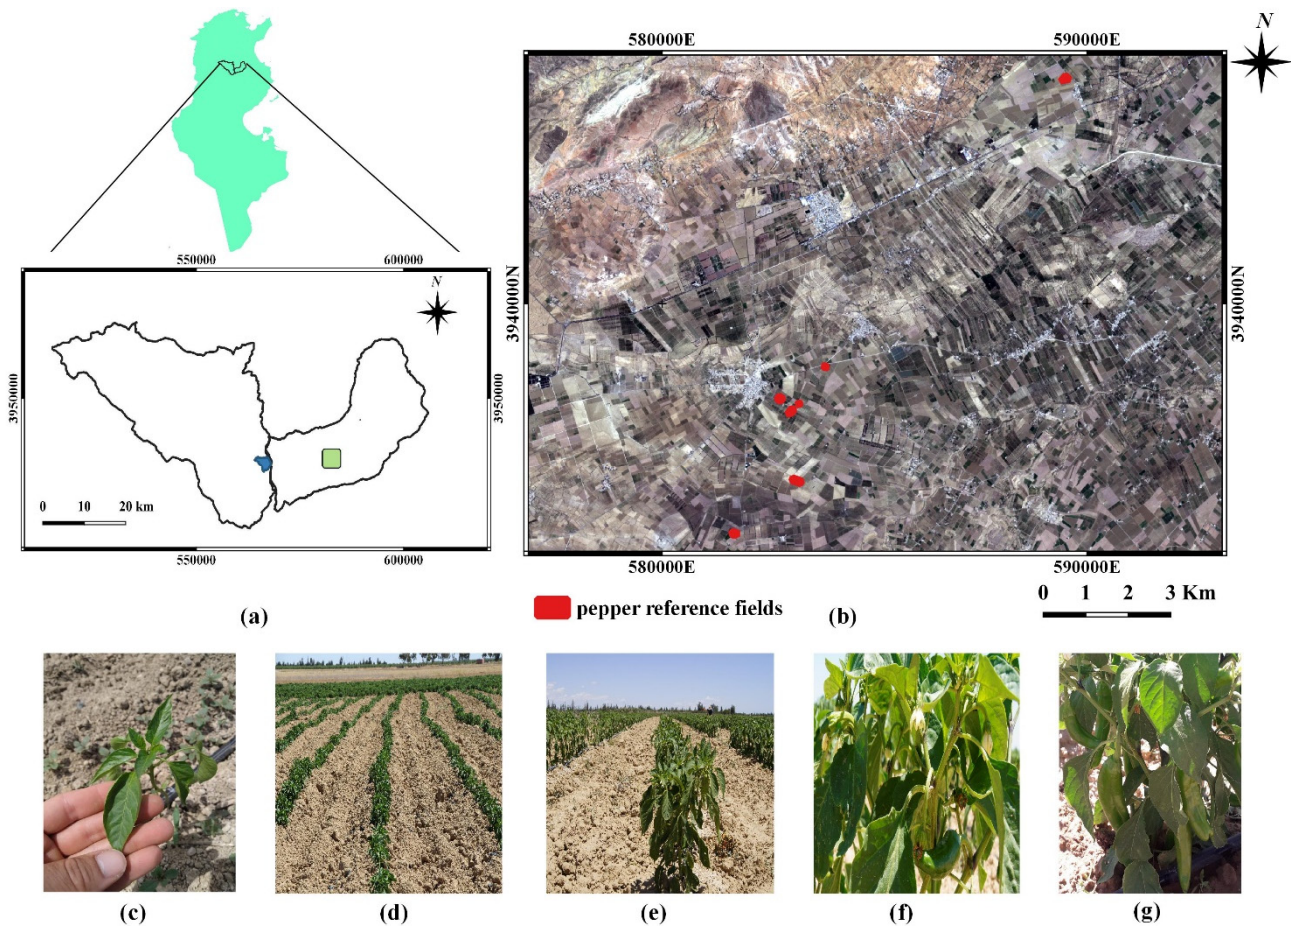 N
580000E
590000E
3940000N
3940000N
580000E
590000E
550000
600000
3950000
3950000
0 10 20 km
550000
600000
(a)
pepper reference fields
(b)
0 1 2 3 Km
(c)
(d)
(e)
(f)
(g)